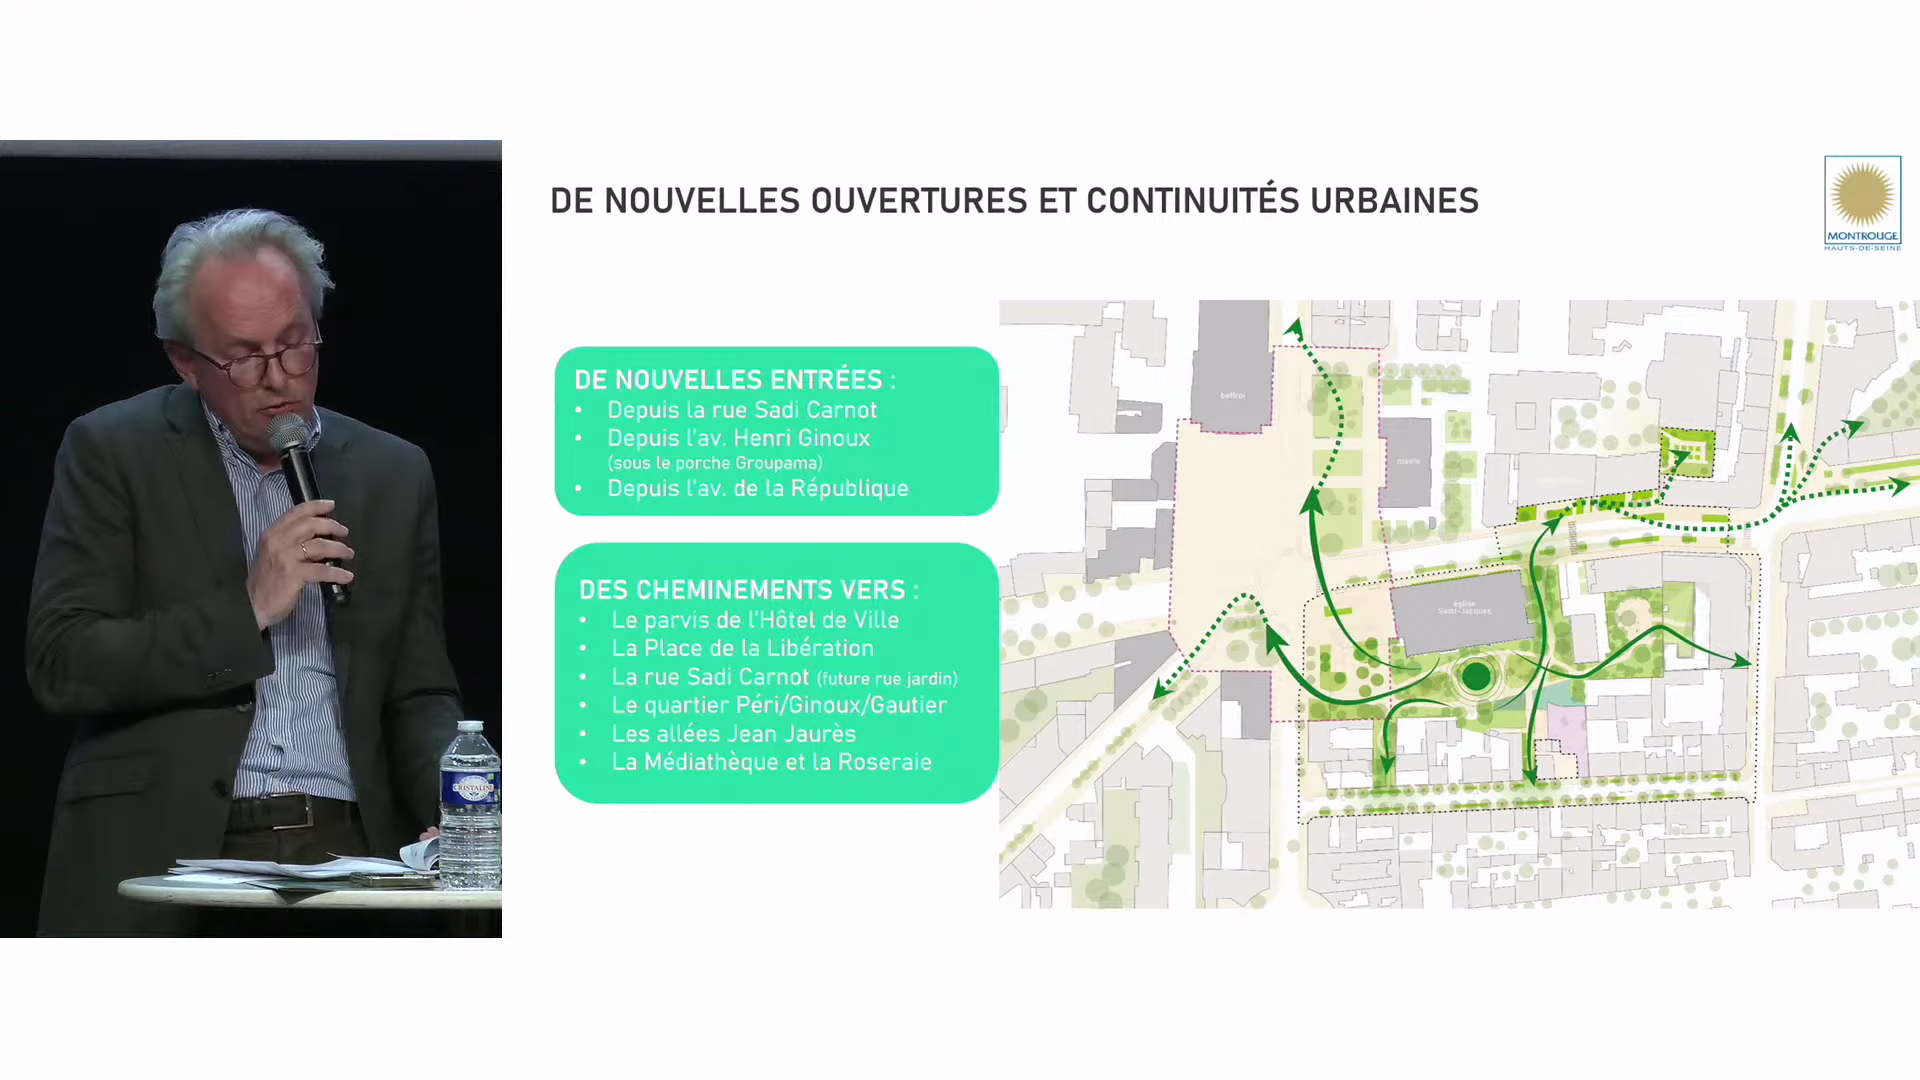 DE NOUVELLES OUVERTURES ET CONTINUITÉS URBAINES
MONTROUGE
HAUTS-DE-SEINE
DE NOUVELLES ENTRÉES :
• Depuis la rue Sadi Carnot
• Depuis l'av. Henri Ginoux
(sous le porche Groupama)
• Depuis l'av. de la République
DES CHEMINEMENTS VERS :
• Le parvis de l'Hôtel de Ville
• La Place de la Libération
• La rue Sadi Carnot (future rue jardin)
• Le quartier Péri/Ginoux/Gautier
• Les allées Jean Jaurès
• La Médiathèque et la Roseraie
beffroi
mairie
église
Saint-Jacques
CRISTALINE